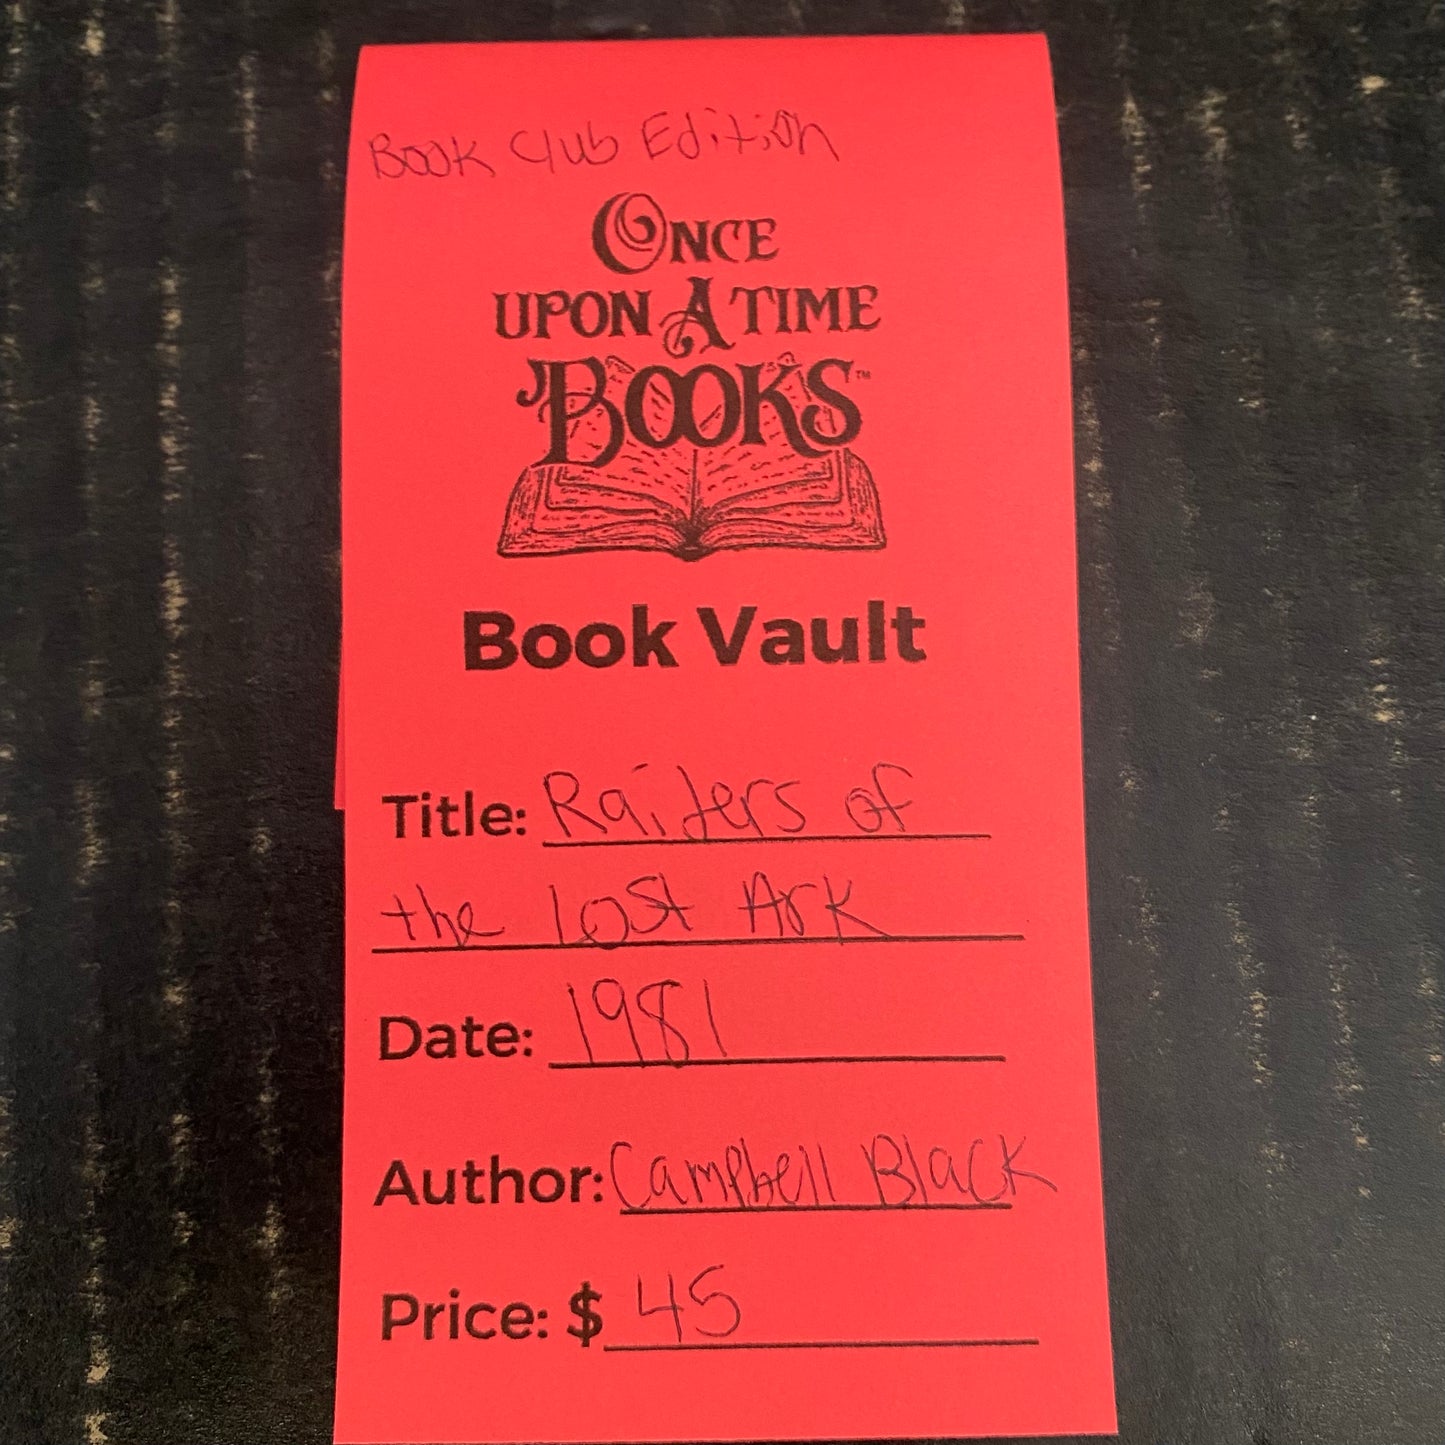 Book Club Edition
ONCE
UPON A TIME
BOOKS™
Book Vault
Title: Raiders of
the lost Ark
Date: 1981
Author: Campbell Black
Price: $ 45